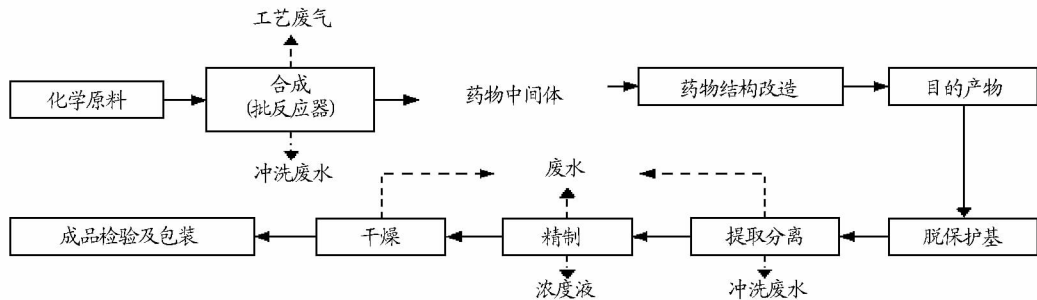 工艺废气
化学原料
合成
(批反应器)
药物中间体
药物结构改造
目的产物
冲洗废水
废水
成品检验及包装
干燥
精制
提取分离
脱保护基
浓度液
冲洗废水